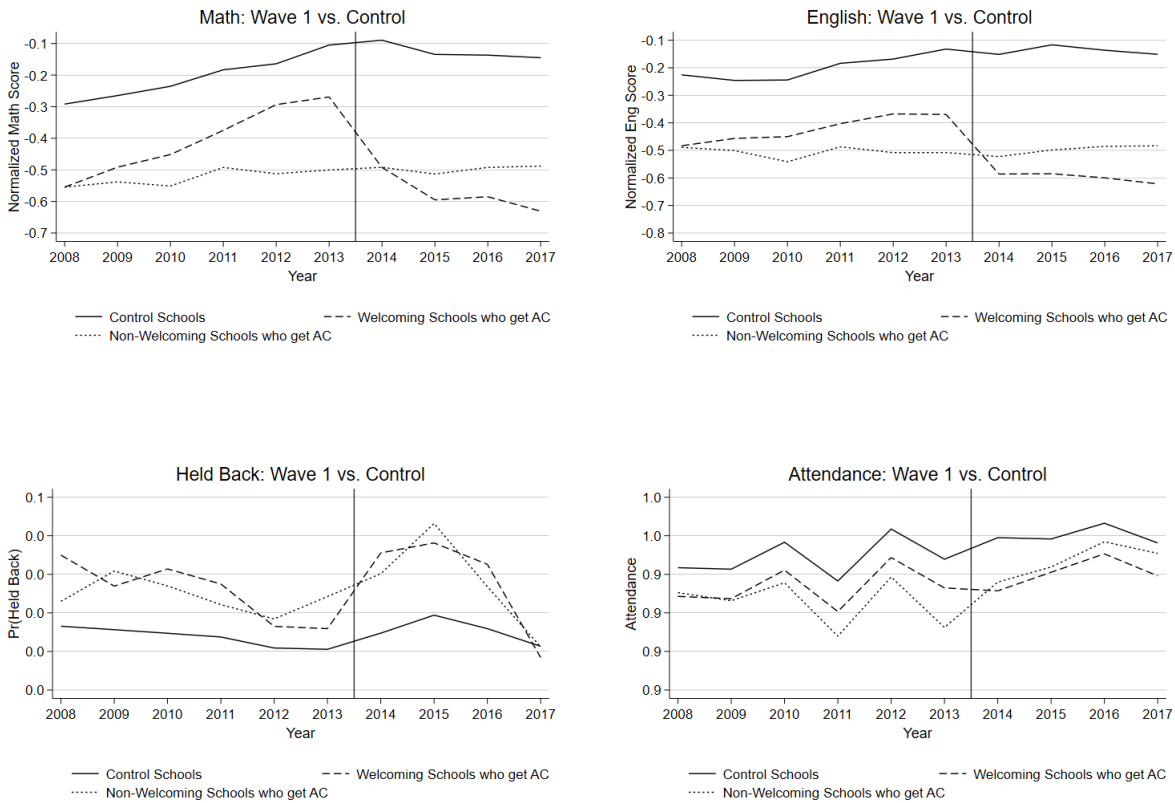 Math: Wave 1 vs. Control
Normalized Math Score
-0.1
-0.2
-0.3
-0.4
-0.5
-0.6
-0.7
2008 2009 2010 2011 2012 2013 2014 2015 2016 2017
Year
Control Schools
Welcoming Schools who get AC
Non-Welcoming Schools who get AC
English: Wave 1 vs. Control
Normalized Eng Score
-0.1
-0.2
-0.3
-0.4
-0.5
-0.6
-0.7
-0.8
2008 2009 2010 2011 2012 2013 2014 2015 2016 2017
Year
Control Schools
Welcoming Schools who get AC
Non-Welcoming Schools who get AC
Held Back: Wave 1 vs. Control
Pr(Held Back)
0.1
0.0
0.0
0.0
0.0
0.0
2008 2009 2010 2011 2012 2013 2014 2015 2016 2017
Year
Control Schools
Welcoming Schools who get AC
Non-Welcoming Schools who get AC
Attendance: Wave 1 vs. Control
Attendance
1.0
1.0
0.9
0.9
0.9
0.9
2008 2009 2010 2011 2012 2013 2014 2015 2016 2017
Year
Control Schools
Welcoming Schools who get AC
Non-Welcoming Schools who get AC